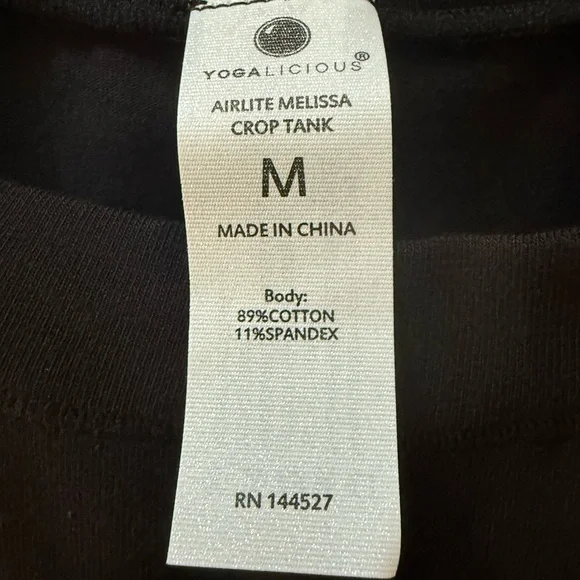 YOGALICIOUS®
AIRLITE MELISSA
CROP TANK
M
MADE IN CHINA
Body:
89%COTTON
11%SPANDEX
RN 144527